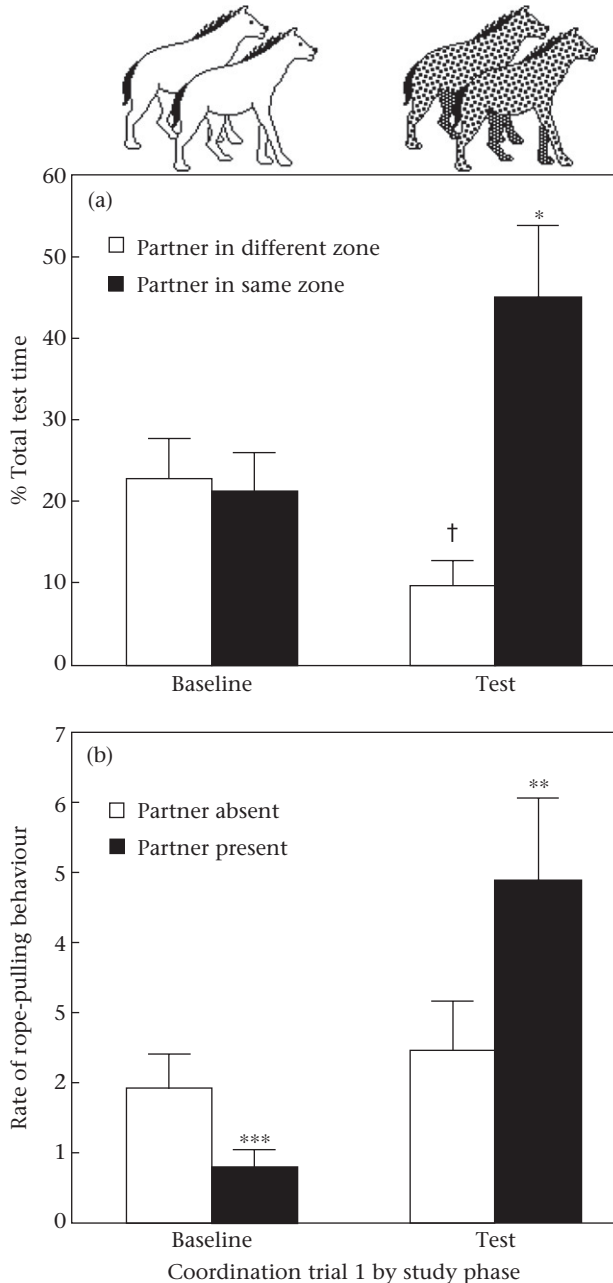 60
(a)
Partner in different zone
Partner in same zone
50
40
30
20
10
0
% Total test time
*
†
Baseline
Test
7
(b)
Partner absent
Partner present
6
5
4
5
2
1
0
Rate of rope-pulling behaviour
***
**
Baseline
Test
Coordination trial 1 by study phase